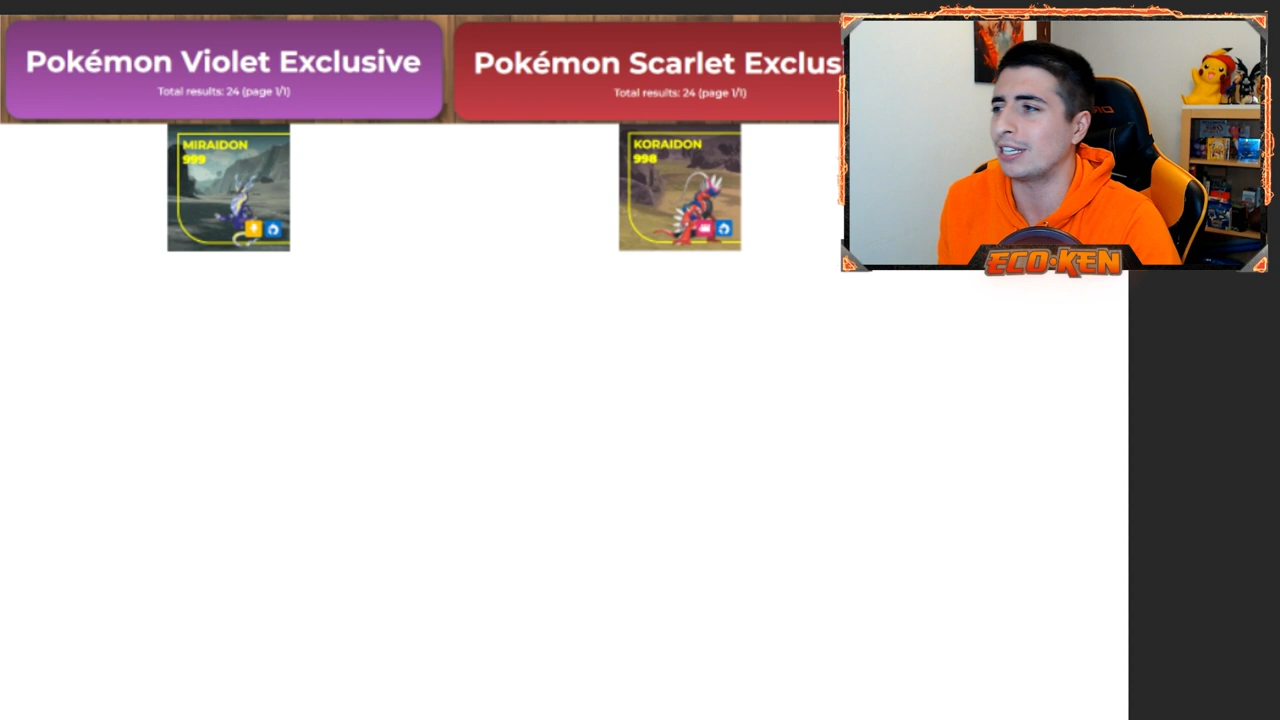 Pokémon Violet Exclusive
Total results: 24 (page 1/1)
Pokémon Scarlet Exclus
Total results: 24 (page 1/1)
MIRAIDON
999
KORAIDON
998
ECO·KEN